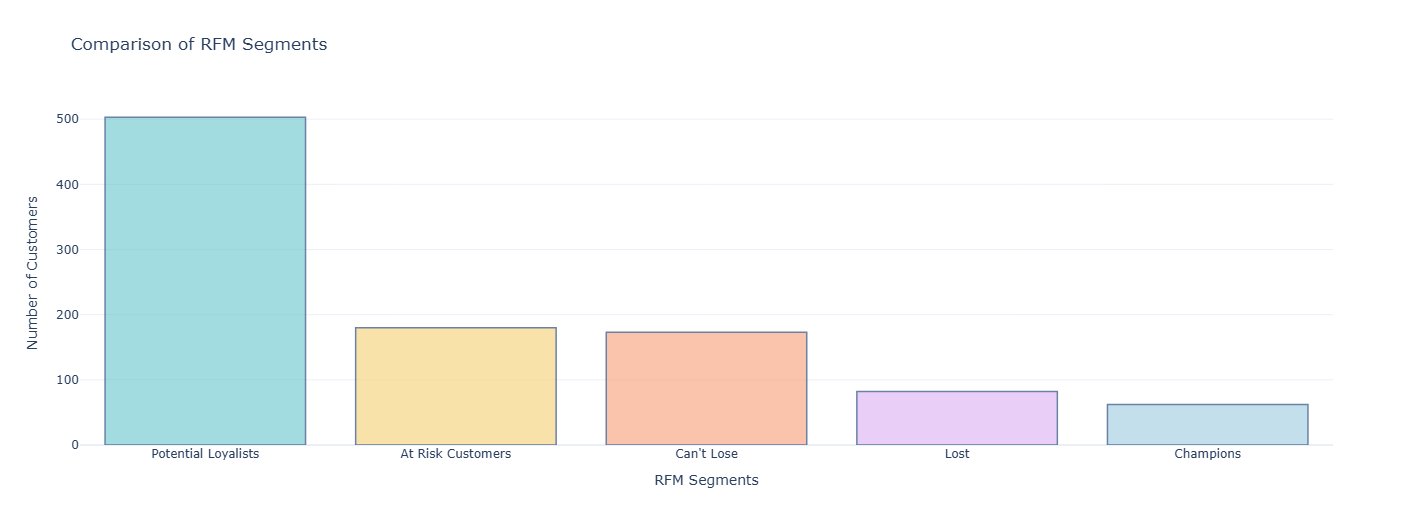 Comparison of RFM Segments
Number of Customers
500
400
300
200
100
0
Potential Loyalists
At Risk Customers
Can't Lose
Lost
Champions
RFM Segments